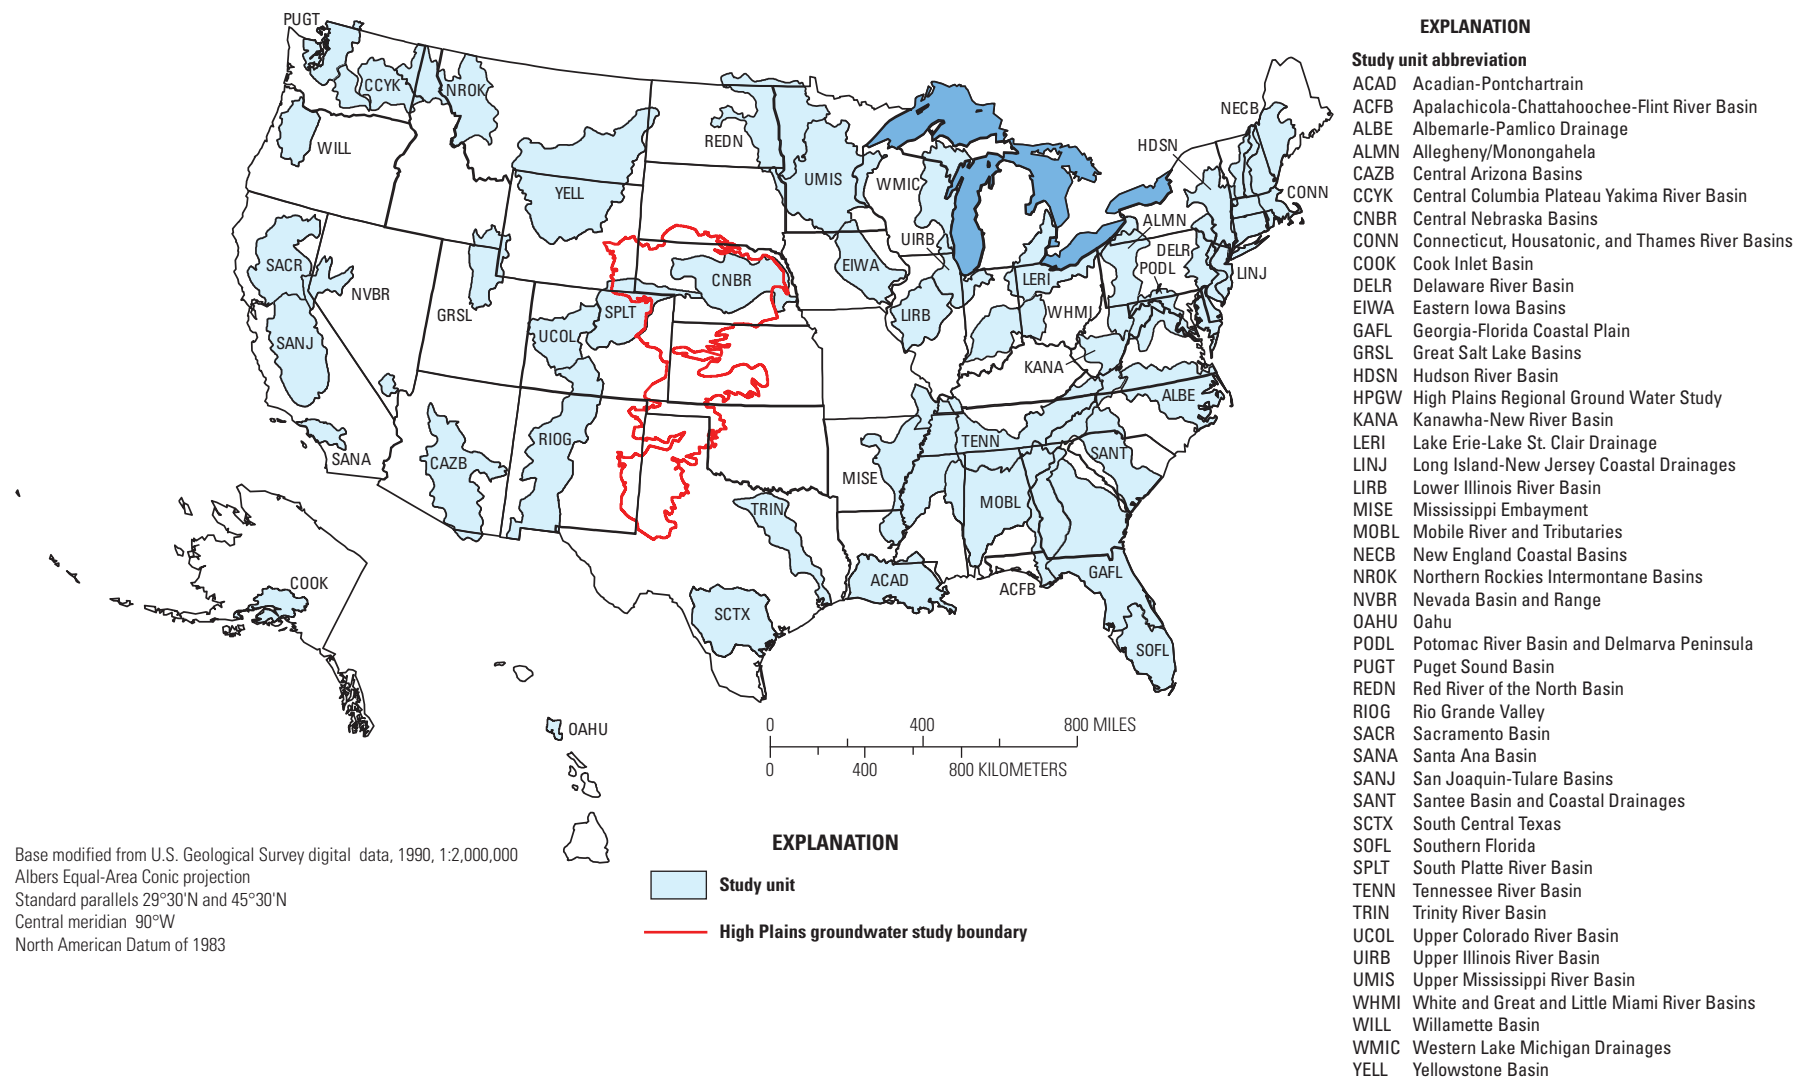 PUGT
CCYK
NROK
WILL
REDN
YELL
UMIS
WMIC
NECB
HDSN
CONN
ALMN
UIRB
DELR
PODL
LINJ
SACR
NVBR
GRSL
SANJ
UCOL
SPLT
CNBR
EIWA
LIRB
LERI
WHMI
KANA
ALBE
SANA
CAZB
RIOG
TENN
SANT
MISE
MOBL
TRIN
ACAD
ACFB
GAFL
SCTX
SOFL
COOK
OAHU
0 400 800 MILES
0 400 800 KILOMETERS
Base modified from U.S. Geological Survey digital data, 1990, 1:2,000,000
Albers Equal-Area Conic projection
Standard parallels 29°30'N and 45°30'N
Central meridian 90°W
North American Datum of 1983
EXPLANATION
Study unit
High Plains groundwater study boundary
EXPLANATION
Study unit abbreviation
ACAD Acadian-Pontchartrain
ACFB Apalachicola-Chattahoochee-Flint River Basin
ALBE Albemarle-Pamlico Drainage
ALMN Allegheny/Monongahela
CAZB Central Arizona Basins
CCYK Central Columbia Plateau Yakima River Basin
CNBR Central Nebraska Basins
CONN Connecticut, Housatonic, and Thames River Basins
COOK Cook Inlet Basin
DELR Delaware River Basin
EIWA Eastern Iowa Basins
GAFL Georgia-Florida Coastal Plain
GRSL Great Salt Lake Basins
HDSN Hudson River Basin
HPGW High Plains Regional Ground Water Study
KANA Kanawha-New River Basin
LERI Lake Erie-Lake St. Clair Drainage
LINJ Long Island-New Jersey Coastal Drainages
LIRB Lower Illinois River Basin
MISE Mississippi Embayment
MOBL Mobile River and Tributaries
NECB New England Coastal Basins
NROK Northern Rockies Intermontane Basins
NVBR Nevada Basin and Range
OAHU Oahu
PODL Potomac River Basin and Delmarva Peninsula
PUGT Puget Sound Basin
REDN Red River of the North Basin
RIOG Rio Grande Valley
SACR Sacramento Basin
SANA Santa Ana Basin
SANJ San Joaquin-Tulare Basins
SANT Santee Basin and Coastal Drainages
SCTX South Central Texas
SOFL Southern Florida
SPLT South Platte River Basin
TENN Tennessee River Basin
TRIN Trinity River Basin
UCOL Upper Colorado River Basin
UIRB Upper Illinois River Basin
UMIS Upper Mississippi River Basin
WHMI White and Great and Little Miami River Basins
WILL Willamette Basin
WMIC Western Lake Michigan Drainages
YELL Yellowstone Basin